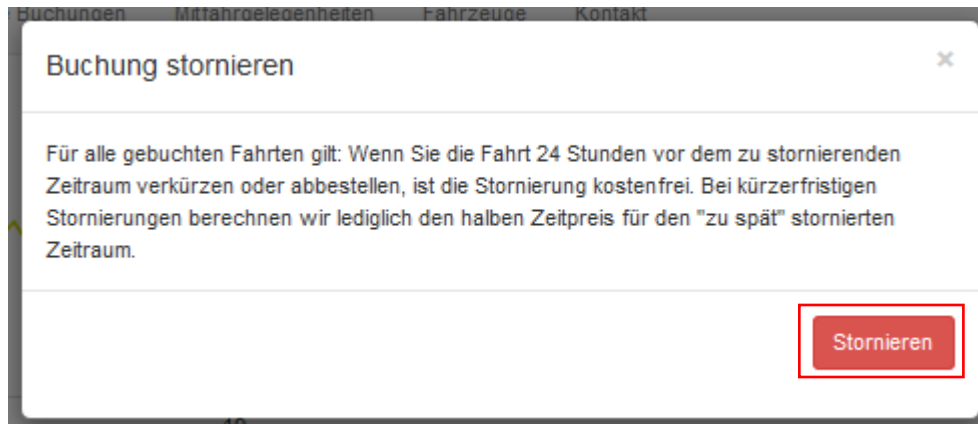 Buchungen Mitfahrgelegenheiten Fahrzeuge Kontakt
Buchung stornieren ×
Für alle gebuchten Fahrten gilt: Wenn Sie die Fahrt 24 Stunden vor dem zu stornierenden
Zeitraum verkürzen oder abbestellen, ist die Stornierung kostenfrei. Bei kürzerfristigen
Stornierungen berechnen wir lediglich den halben Zeitpreis für den "zu spät" stornierten
Zeitraum.
Stornieren